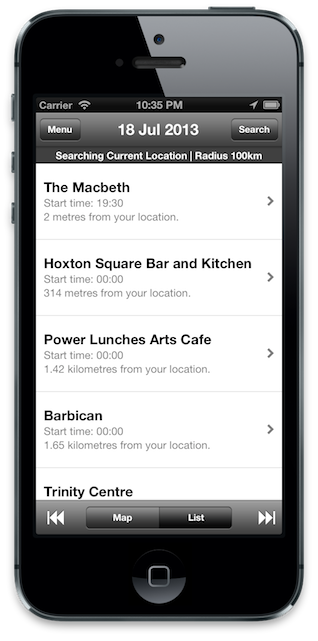 Carrier 10:35 PM
Menu 18 Jul 2013 Search
Searching Current Location | Radius 100km
The Macbeth
Start time: 19:30
2 metres from your location.
Hoxton Square Bar and Kitchen
Start time: 00:00
314 metres from your location.
Power Lunches Arts Cafe
Start time: 00:00
1.42 kilometres from your location.
Barbican
Start time: 00:00
1.65 kilometres from your location.
Trinity Centre
Map List